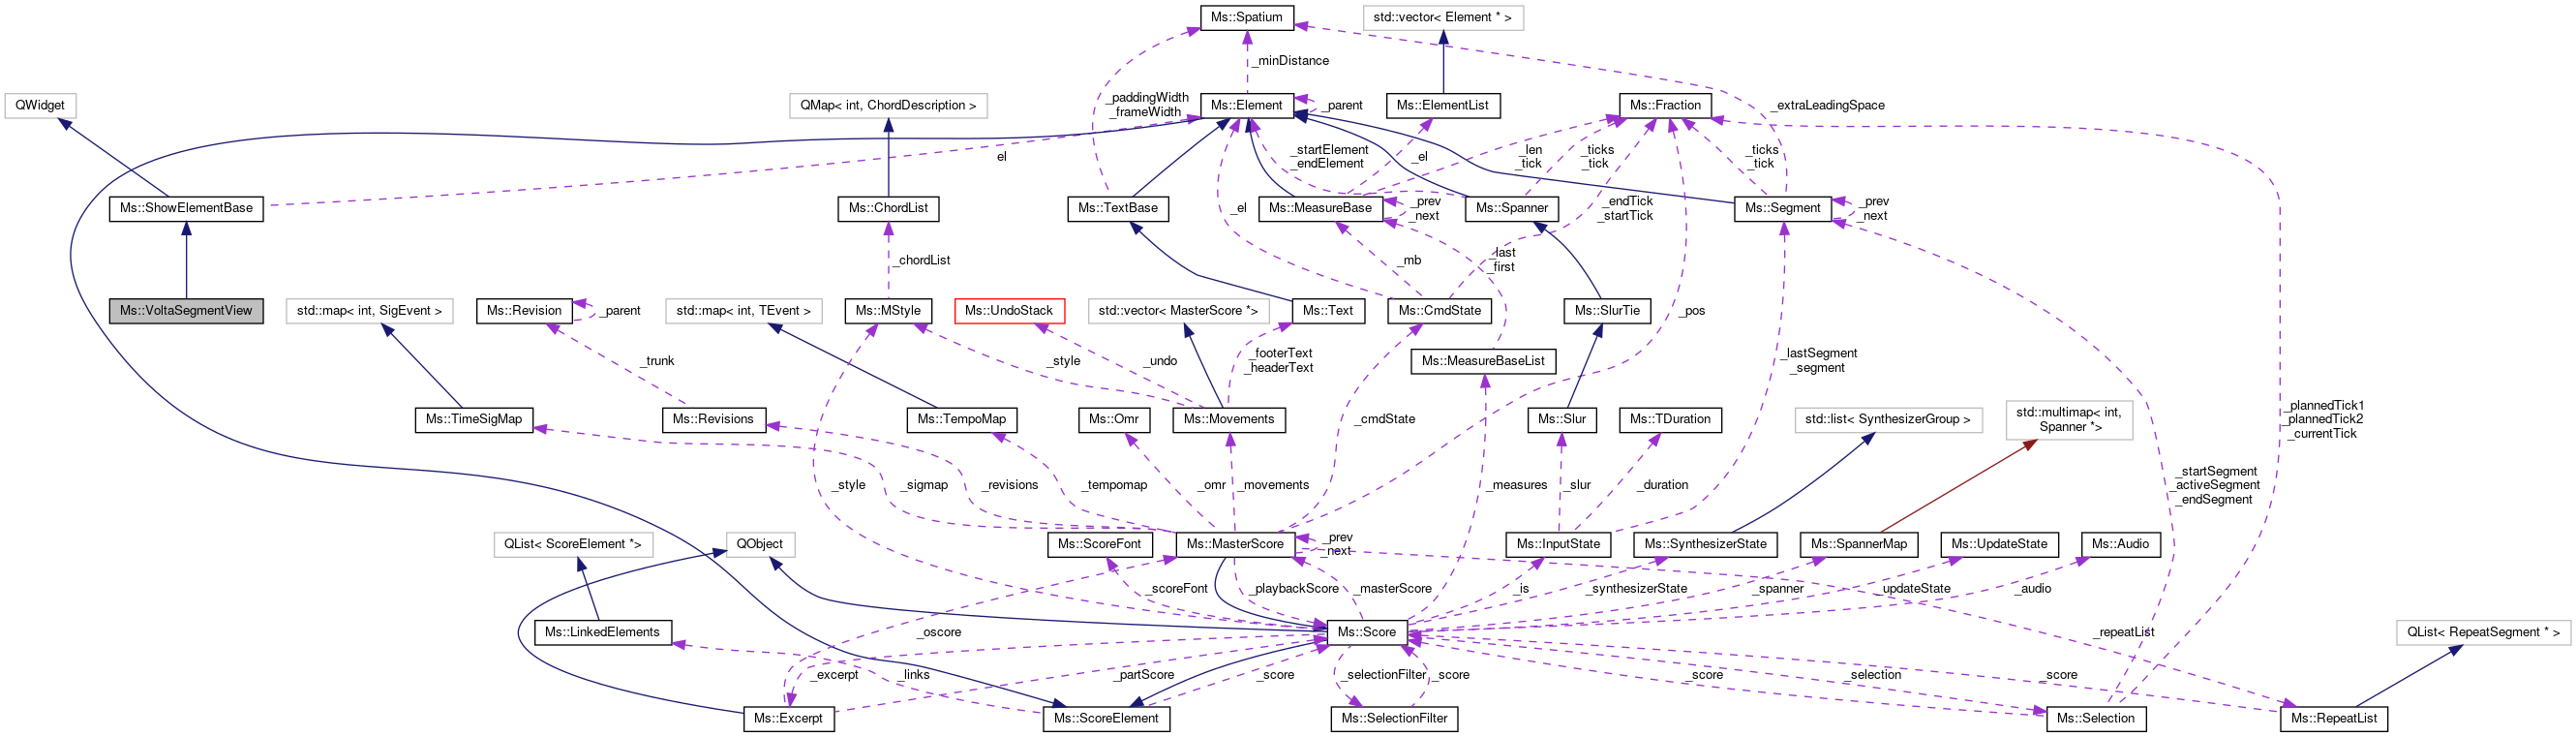 Ms::Spatium
std::vector< Element * >
_minDistance
QWidget
QMap< int, ChordDescription >
_paddingWidth
_frameWidth
Ms::Element
_parent
Ms::ElementList
Ms::Fraction
_extraLeadingSpace
el
_startElement
_endElement
_el
_len
_tick
_ticks
_tick
_ticks
_tick
Ms::ShowElementBase
Ms::ChordList
Ms::TextBase
_el
Ms::MeasureBase
_prev
_next
Ms::Spanner
_endTick
_startTick
Ms::Segment
_prev
_next
_chordList
_mb
_last
_first
Ms::VoltaSegmentView
std::map< int, SigEvent >
Ms::Revision
_parent
std::map< int, TEvent >
Ms::MStyle
Ms::UndoStack
std::vector< MasterScore *>
Ms::Text
Ms::CmdState
Ms::SlurTie
_pos
_trunk
_style
_undo
_footerText
_headerText
Ms::MeasureBaseList
_lastSegment
_segment
Ms::TimeSigMap
Ms::Revisions
Ms::TempoMap
Ms::Omr
Ms::Movements
_cmdState
Ms::Slur
Ms::TDuration
std::list< SynthesizerGroup >
std::multimap< int,
Spanner *>
_plannedTick1
_plannedTick2
_currentTick
_style
_sigmap
_revisions
_tempomap
_omr
_movements
_measures
_slur
_duration
_startSegment
_activeSegment
_endSegment
QList< ScoreElement *>
QObject
Ms::ScoreFont
Ms::MasterScore
_prev
_next
Ms::InputState
Ms::SynthesizerState
Ms::SpannerMap
Ms::UpdateState
Ms::Audio
_scoreFont
_playbackScore
_masterScore
_is
_synthesizerState
_spanner
_updateState
_audio
Ms::LinkedElements
_oscore
Ms::Score
_repeatList
QList< RepeatSegment * >
_excerpt
_links
_partScore
_score
_selectionFilter
_score
_score
_selection
_score
Ms::Excerpt
Ms::ScoreElement
Ms::SelectionFilter
Ms::Selection
Ms::RepeatList